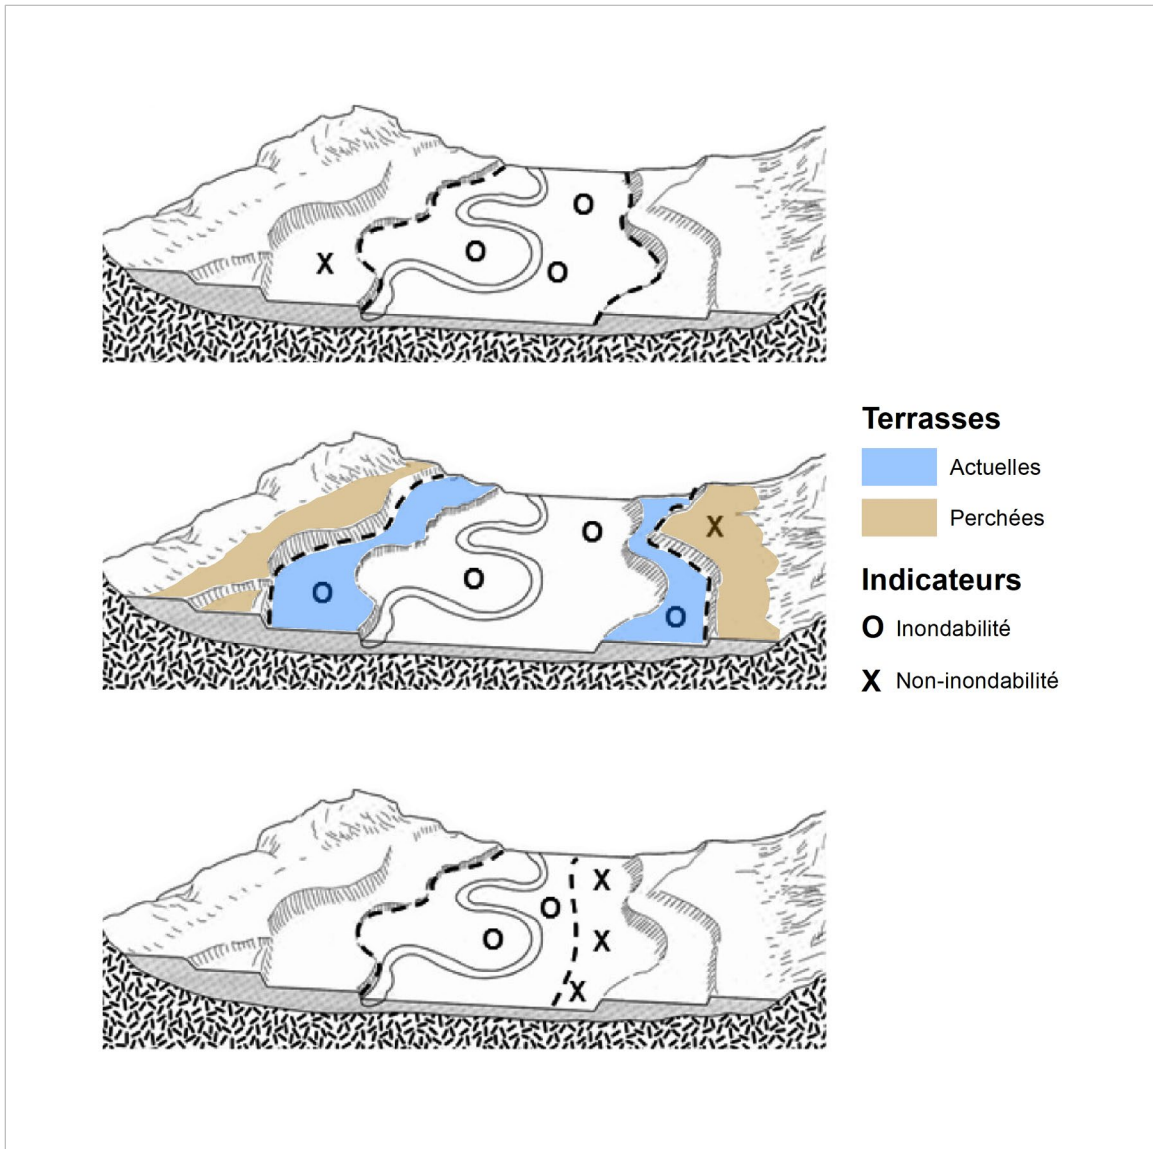 O
O
O
X
O
O
X
O
O
Terrasses
Actuelles
Perchées
Indicateurs
O Inondabilité
X Non-inondabilité
X
O
X
O
X